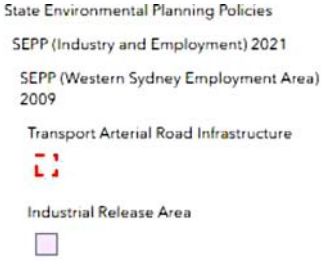 State Environmental Planning Policies
SEPP (Industry and Employment) 2021
SEPP (Western Sydney Employment Area)
2009
Transport Arterial Road Infrastructure
Industrial Release Area